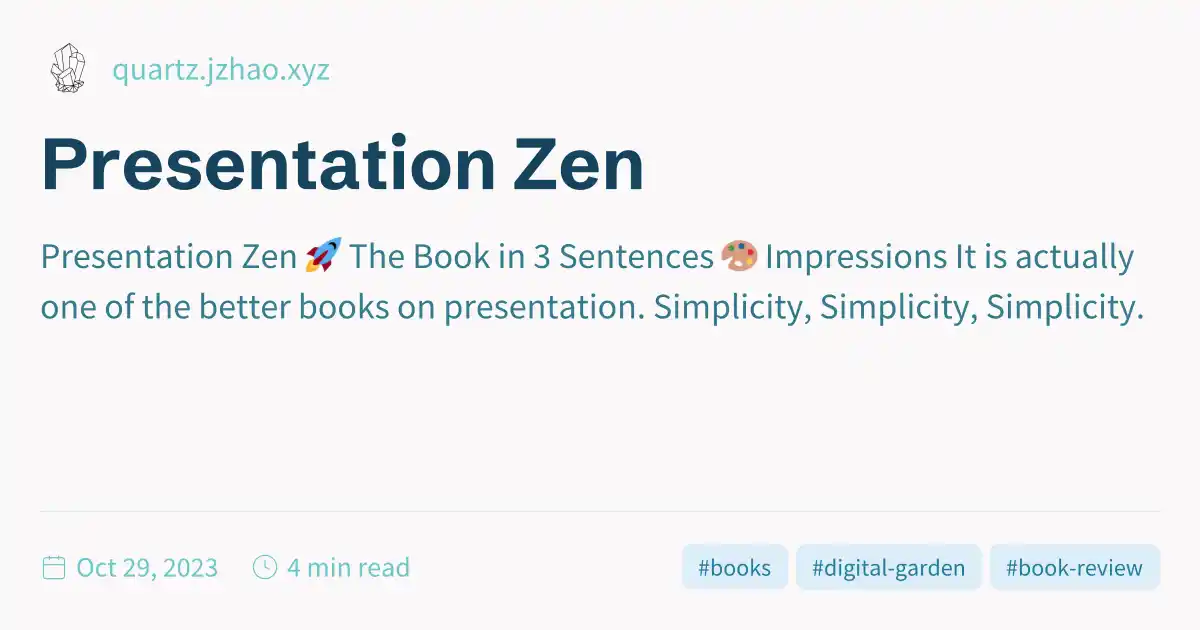 quartz.jzhao.xyz
Presentation Zen
Presentation Zen 🚀 The Book in 3 Sentences 🎨 Impressions It is actually
one of the better books on presentation. Simplicity, Simplicity, Simplicity.
Oct 29, 2023 4 min read #books #digital-garden #book-review